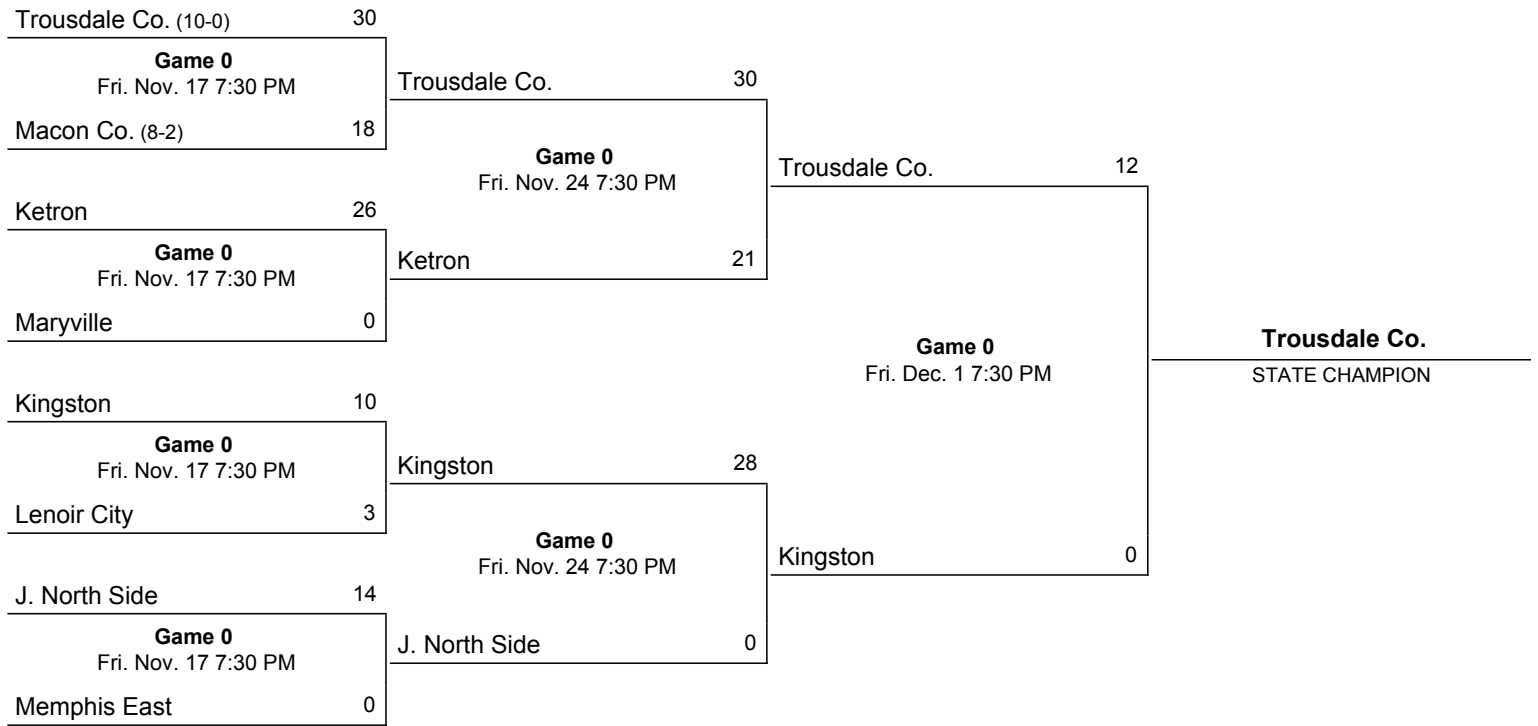 Trousdale Co. (10-0) 30
Game 0
Fri. Nov. 17 7:30 PM
Macon Co. (8-2) 18
Ketron 26
Game 0
Fri. Nov. 17 7:30 PM
Maryville 0
Kingston 10
Game 0
Fri. Nov. 17 7:30 PM
Lenoir City 3
J. North Side 14
Game 0
Fri. Nov. 17 7:30 PM
Memphis East 0
Trousdale Co. 30
Game 0
Fri. Nov. 24 7:30 PM
Ketron 21
Kingston 28
Game 0
Fri. Nov. 24 7:30 PM
J. North Side 0
Trousdale Co. 12
Game 0
Fri. Dec. 1 7:30 PM
Kingston 0
Trousdale Co.
STATE CHAMPION